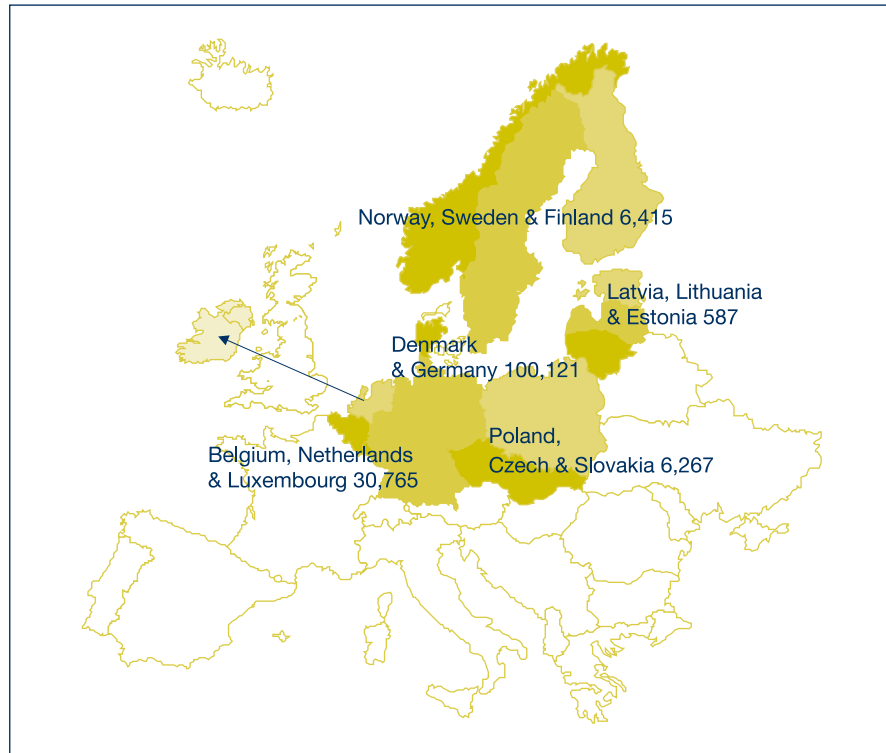 Norway, Sweden & Finland 6,415
Latvia, Lithuania
& Estonia 587
Denmark
& Germany 100,121
Poland,
Czech & Slovakia 6,267
Belgium, Netherlands
& Luxembourg 30,765